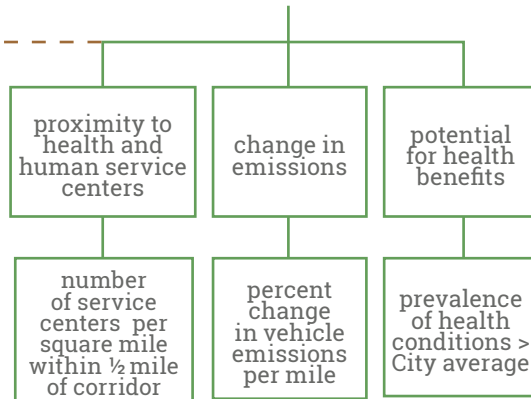 proximity to
health and
human service
centers
change in
emissions
potential
for health
benefits
number
of service
centers per
square mile
within ½ mile
of corridor
percent
change
in vehicle
emissions
per mile
prevalence
of health
conditions >
City average